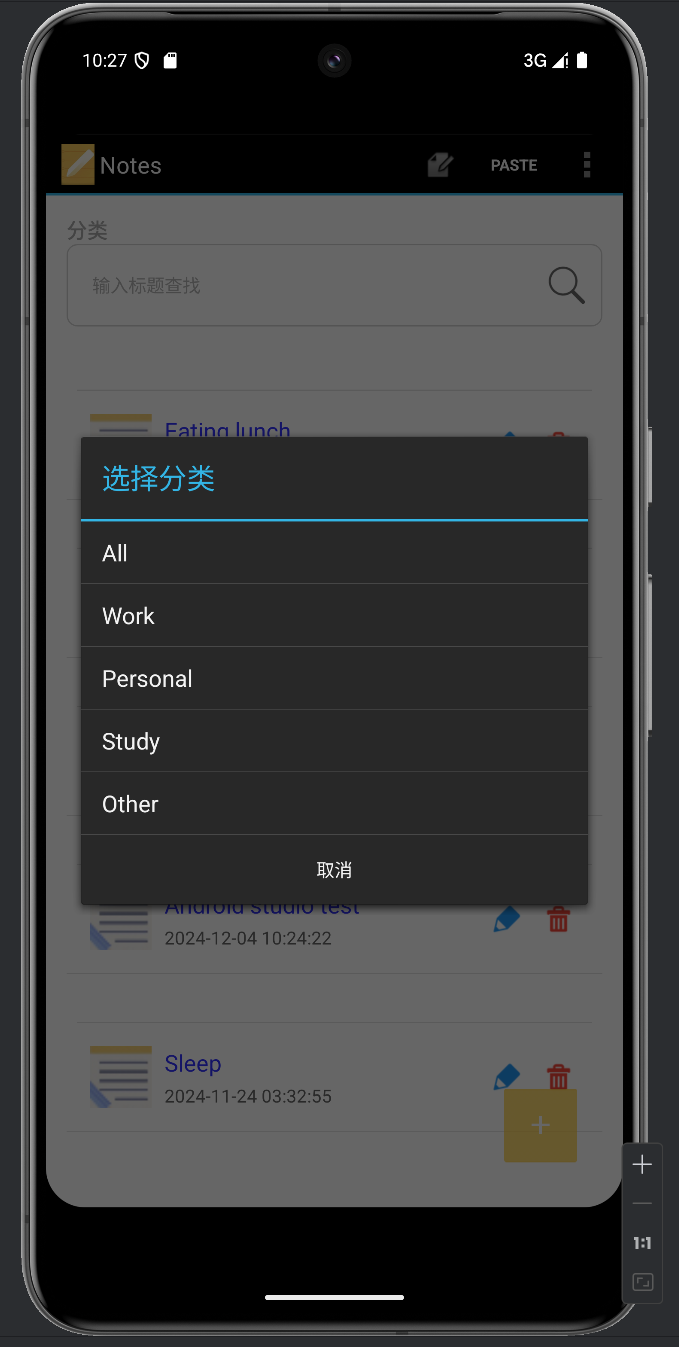 10:27
3G
Notes
PASTE
分类
输入标题查找
Eating lunch
选择分类
All
Work
Personal
Study
Other
取消
Android studio test
2024-12-04 10:24:22
Sleep
2024-11-24 03:32:55
+
1:1